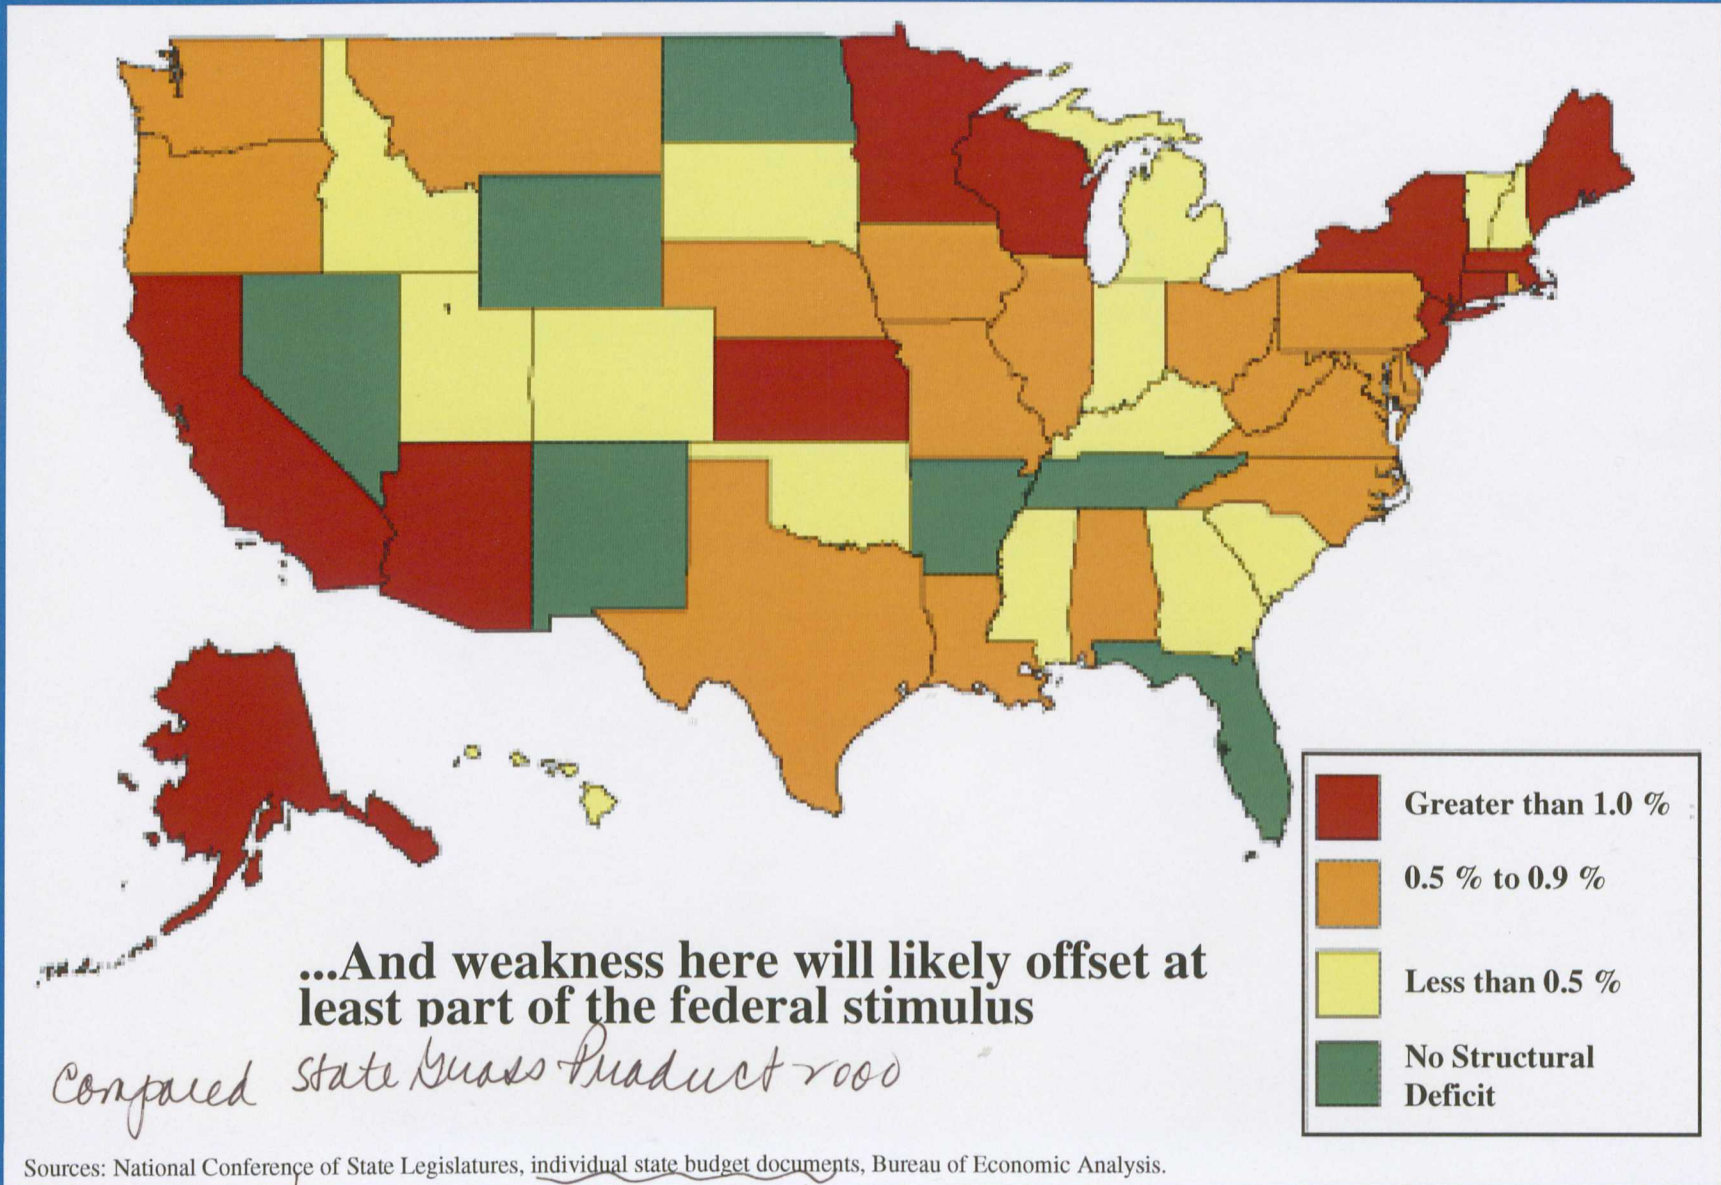 Greater than 1.0 %
0.5 % to 0.9 %
Less than 0.5 %
No Structural
Deficit
...And weakness here will likely offset at
least part of the federal stimulus
Compared State Gross Product 2000
Sources: National Conference of State Legislatures, individual state budget documents, Bureau of Economic Analysis.